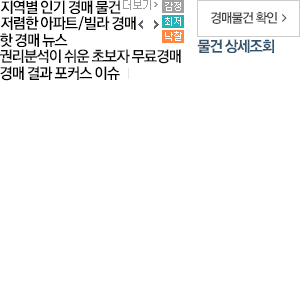 지역별 인기 경매 물건 더보기 > 감정
저렴한 아파트/빌라 경매 < > 최저
핫 경매 뉴스 낙찰
권리분석이 쉬운 초보자 무료경매
경매 결과 포커스 이슈
경매물건 확인 >
물건 상세조회